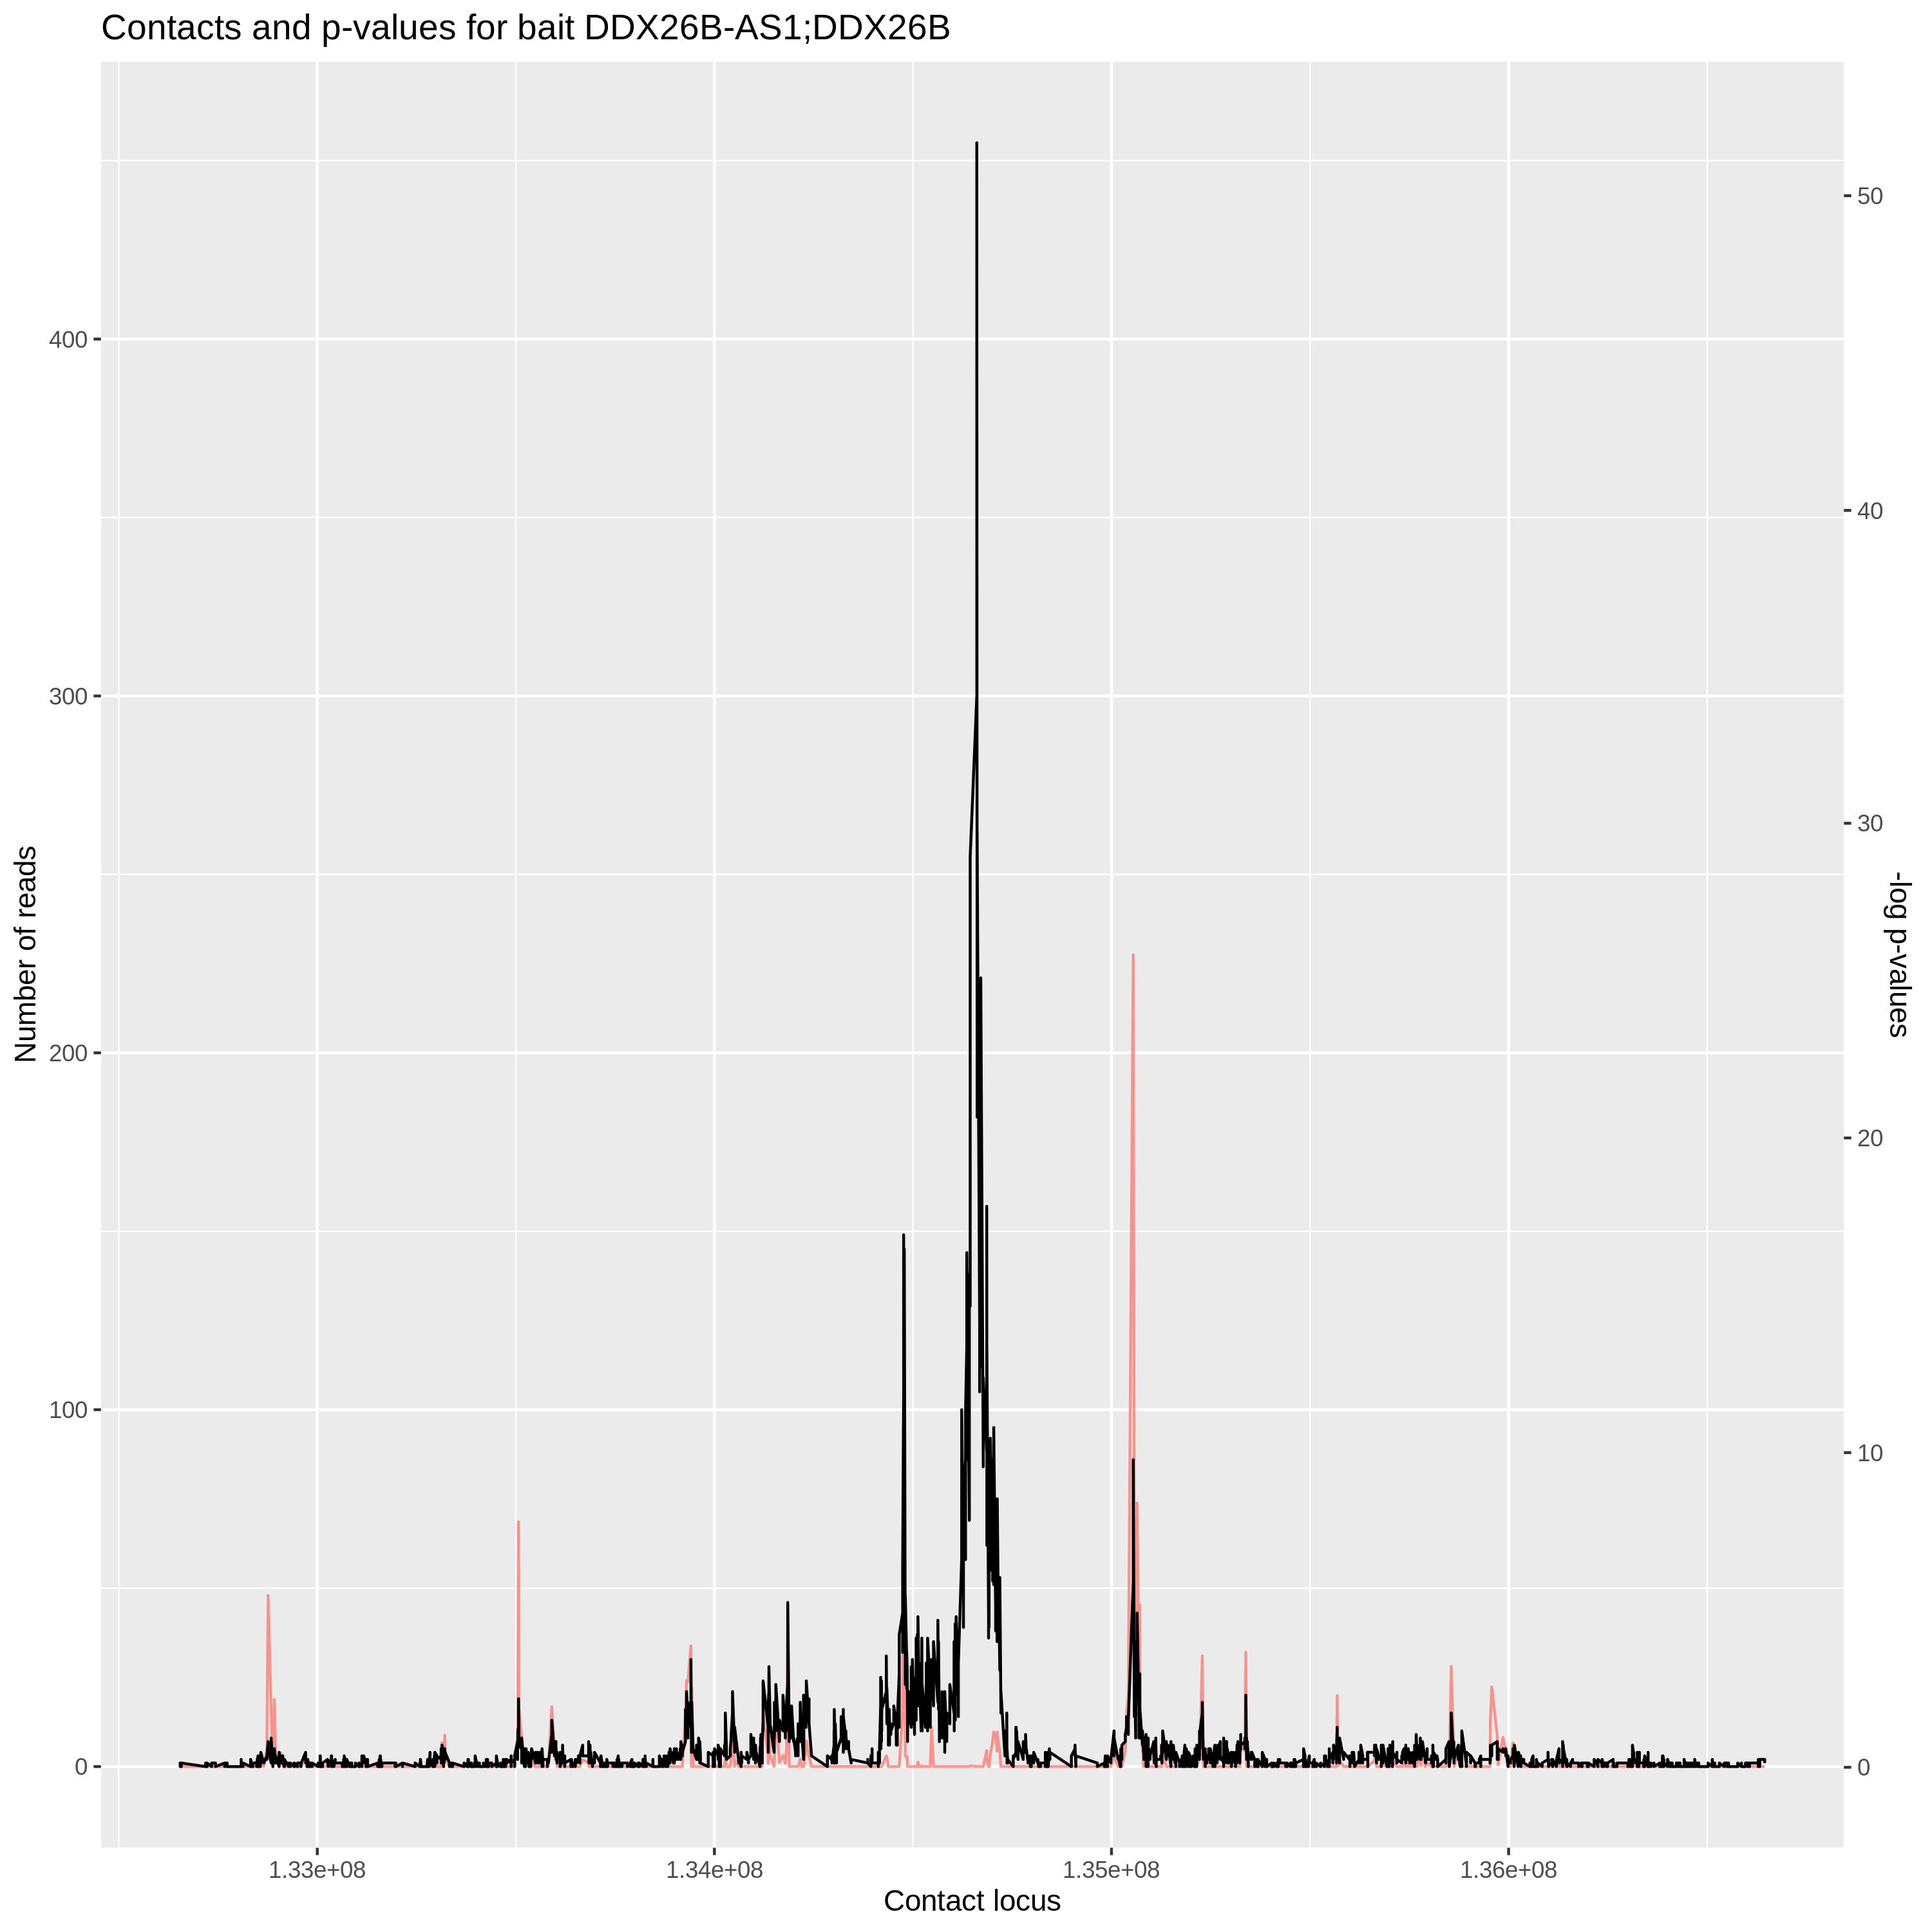 Contacts and p-values for bait DDX26B-AS1;DDX26B
Number of reads
400
300
200
100
0
50
40
30
20
10
0
-log p-values
1.33e+08
1.34e+08
1.35e+08
1.36e+08
Contact locus